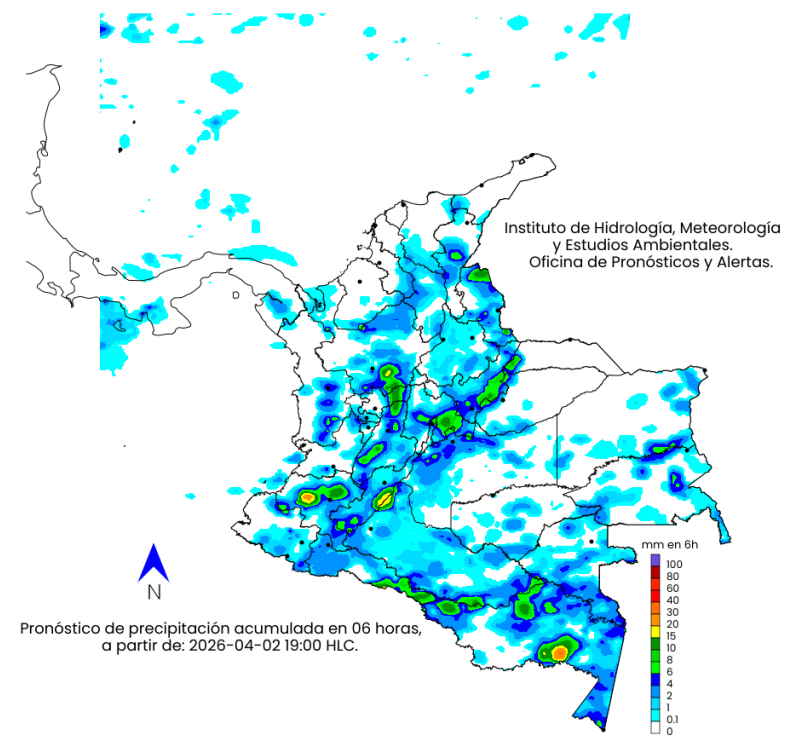 Instituto de Hidrología, Meteorología
y Estudios Ambientales.
Oficina de Pronósticos y Alertas.
mm en 6h
100
80
60
40
30
20
15
10
8
6
4
2
1
0.1
0
N
Pronóstico de precipitación acumulada en 06 horas,
a partir de: 2026-04-02 19:00 HLC.